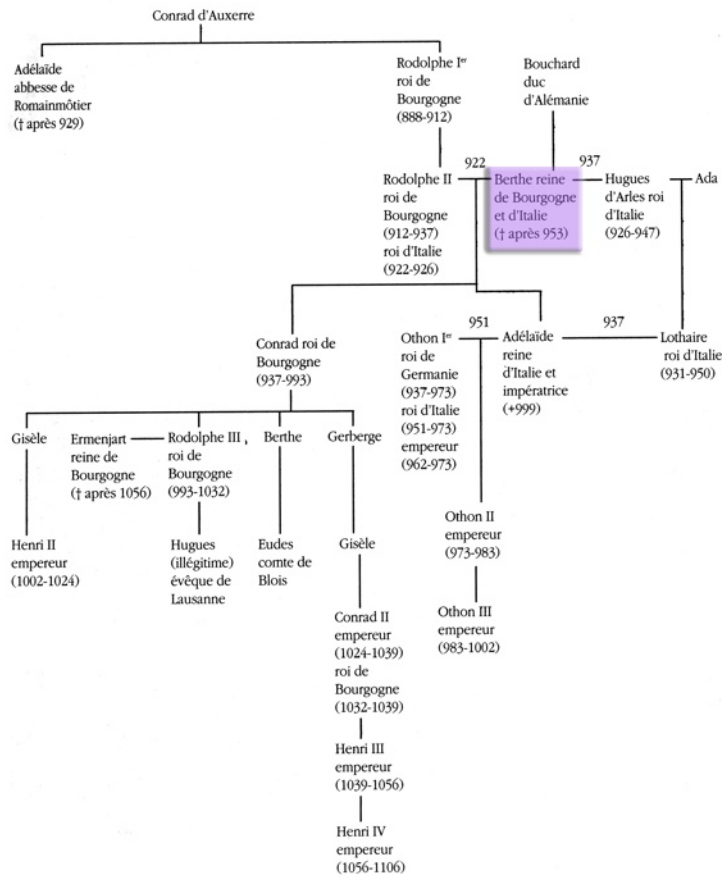 Conrad d'Auxerre
Adélaïde
abbesse de
Romainmôtier
(† après 929)
Rodolphe Iᵉʳ
roi de
Bourgogne
(888-912)
Bouchard
duc
d'Alémanie
922
937
Rodolphe II
roi de
Bourgogne
(912-937)
roi d'Italie
(922-926)
Berthe reine
de Bourgogne
et d'Italie
(† après 953)
Hugues
d'Arles roi
d'Italie
(926-947)
Ada
Conrad roi de
Bourgogne
(937-993)
951
937
Othon Iᵉʳ
roi de
Germanie
(937-973)
roi d'Italie
(951-973)
empereur
(962-973)
Adélaïde
reine
d'Italie et
impératrice
(+999)
Lothaire
roi d'Italie
(931-950)
Gisèle
Ermenjart
reine de
Bourgogne
(† après 1056)
Rodolphe III,
roi de
Bourgogne
(993-1032)
Berthe
Gerberge
Henri II
empereur
(1002-1024)
Hugues
(illégitime)
évêque de
Lausanne
Eudes
comte de
Blois
Gisèle
Othon II
empereur
(973-983)
Othon III
empereur
(983-1002)
Conrad II
empereur
(1024-1039)
roi de
Bourgogne
(1032-1039)
Henri III
empereur
(1039-1056)
Henri IV
empereur
(1056-1106)